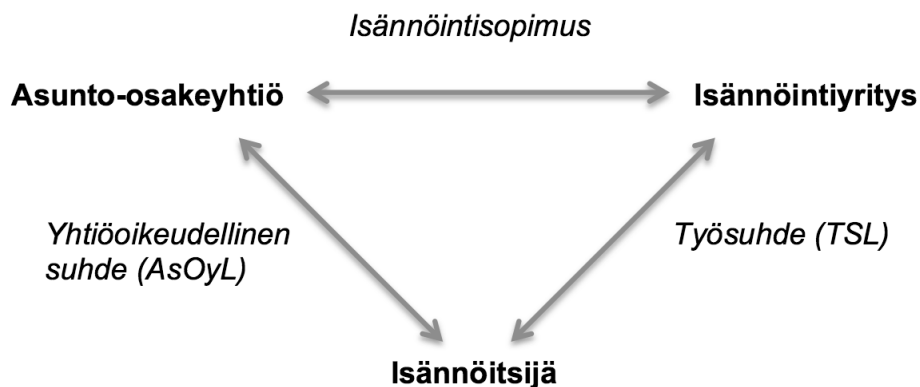 Isännöintisopimus
Asunto-osakeyhtiö
Isännöintiyritys
Yhtiöoikeudellinen
suhde (AsOyL)
Työsuhde (TSL)
Isännöitsijä